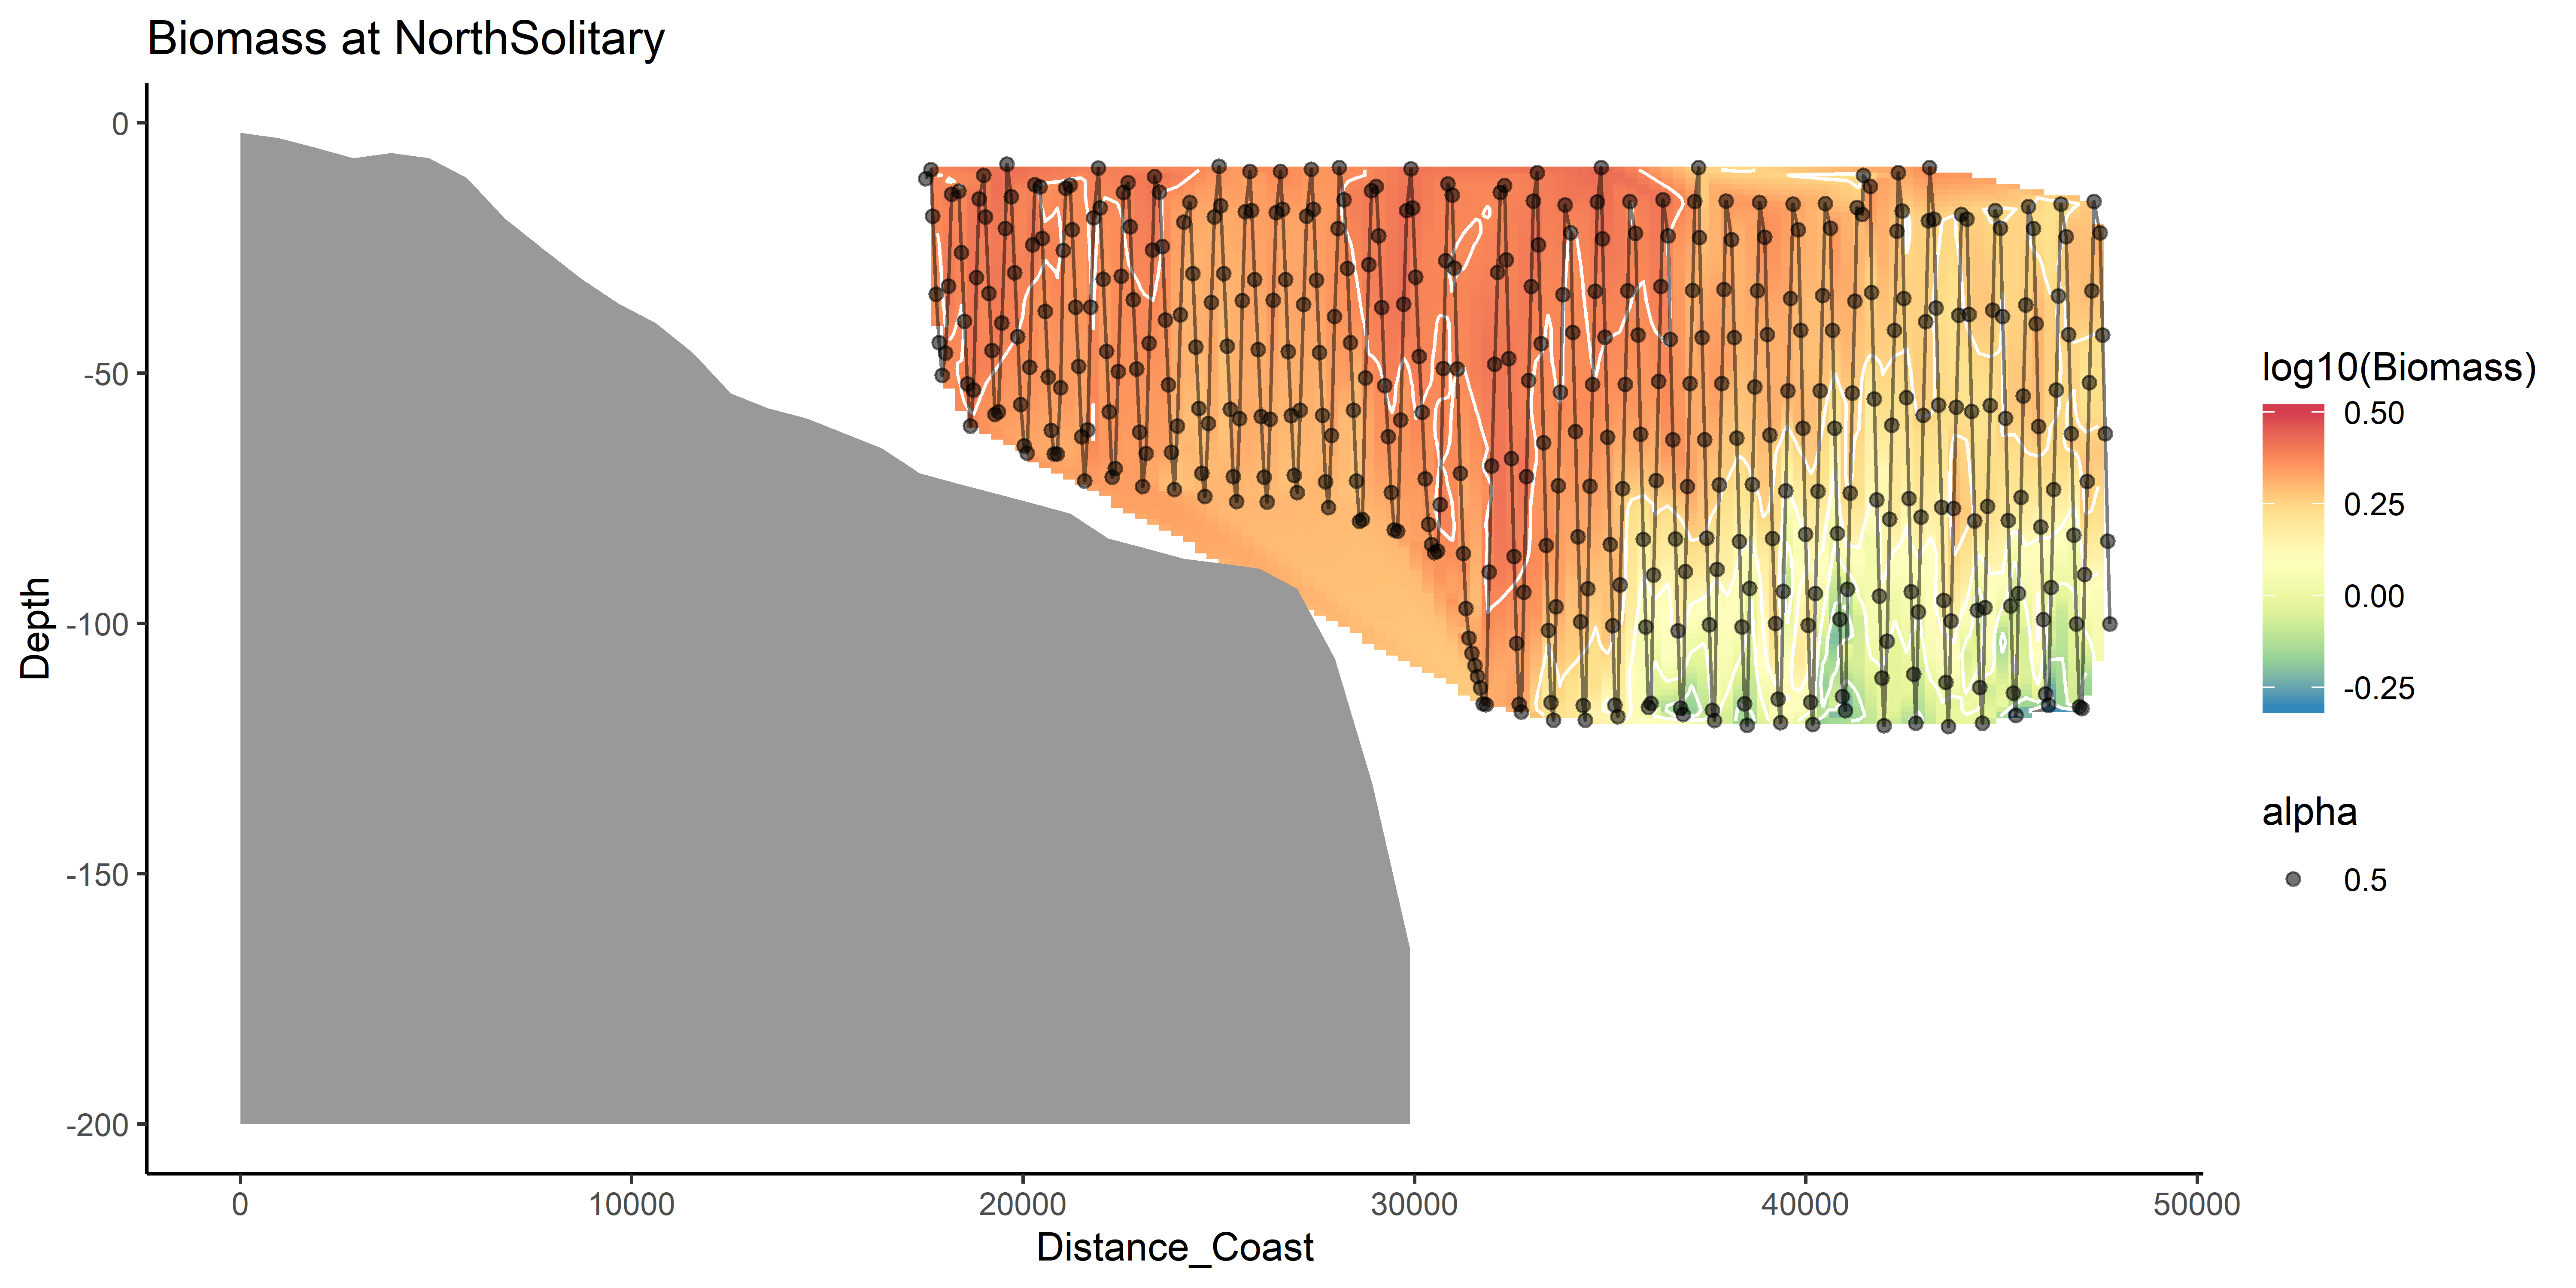 Biomass at NorthSolitary
0
-50
-100
-150
-200
Depth
0 10000 20000 30000 40000 50000
Distance_Coast
log10(Biomass)
0.50
0.25
0.00
-0.25
alpha
0.5